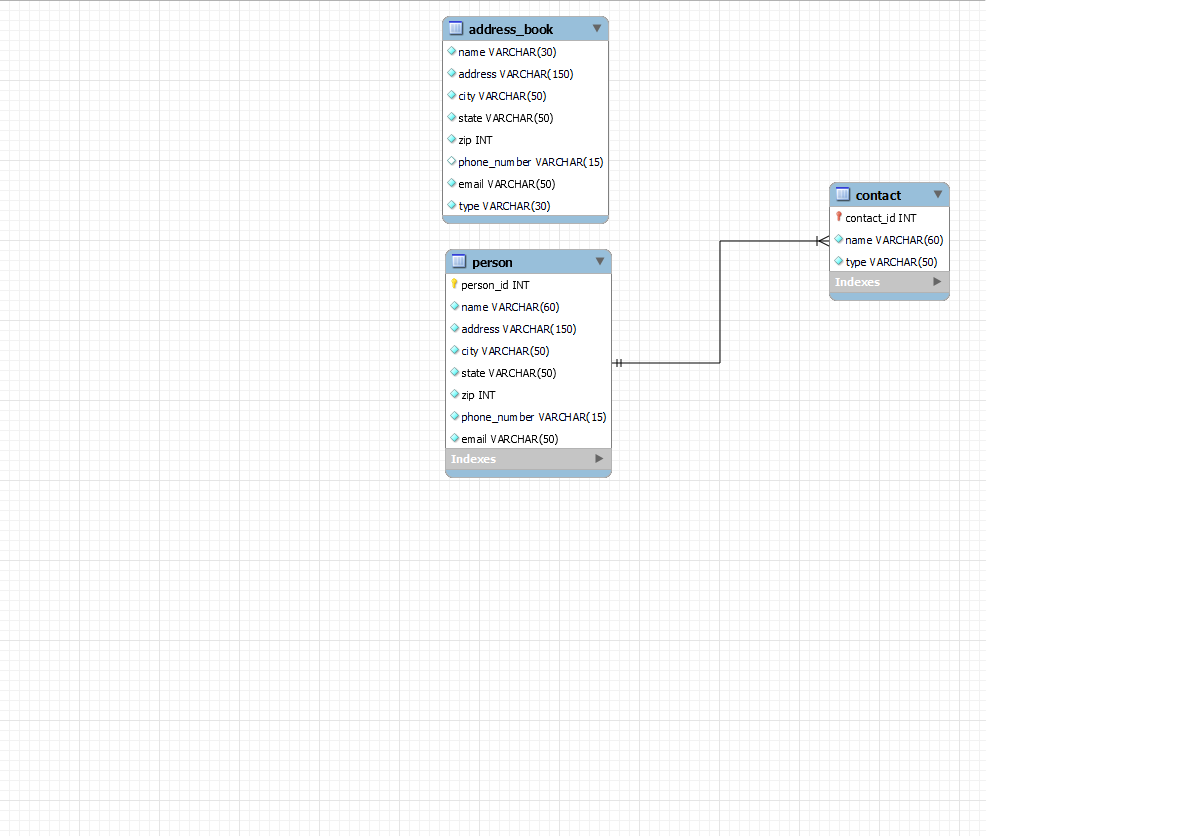 address_book
name VARCHAR(30)
address VARCHAR(150)
city VARCHAR(50)
state VARCHAR(50)
zip INT
phone_number VARCHAR(15)
email VARCHAR(50)
type VARCHAR(30)
person
person_id INT
name VARCHAR(60)
address VARCHAR(150)
city VARCHAR(50)
state VARCHAR(50)
zip INT
phone_number VARCHAR(15)
email VARCHAR(50)
Indexes
contact
contact_id INT
name VARCHAR(60)
type VARCHAR(50)
Indexes